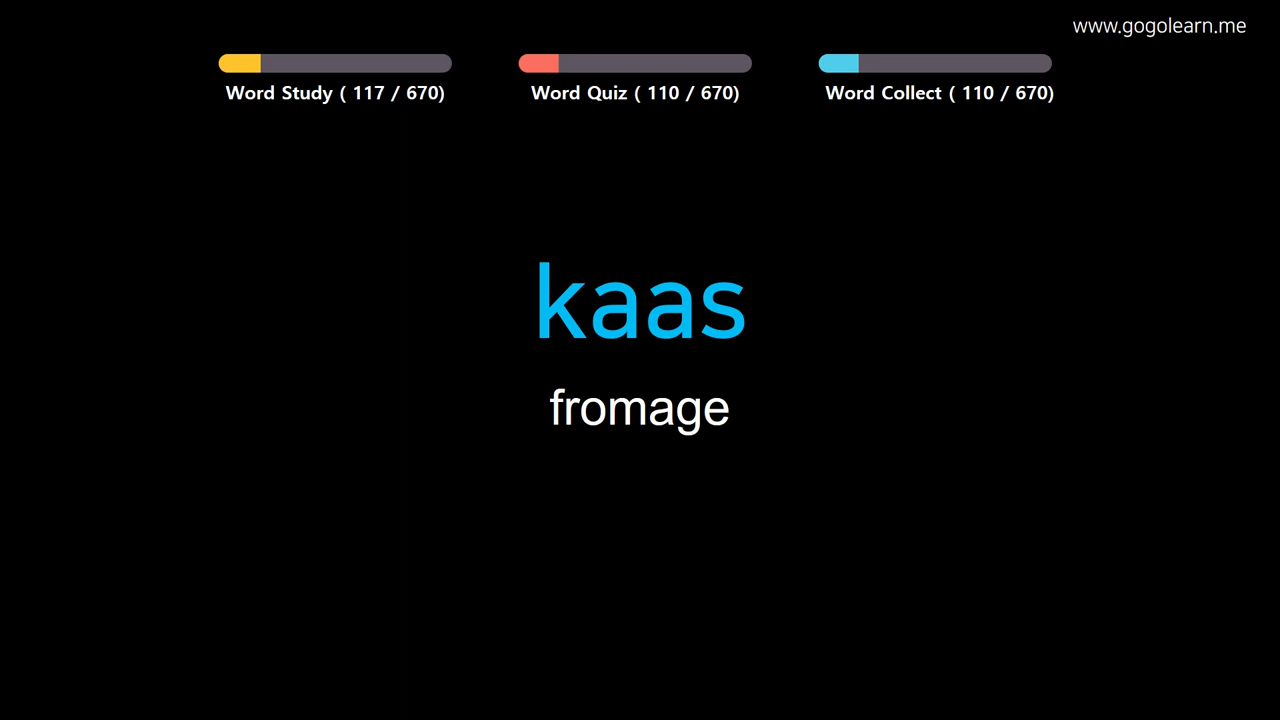 www.gogolearn.me
Word Study ( 117 / 670)
Word Quiz ( 110 / 670)
Word Collect ( 110 / 670)
kaas
fromage